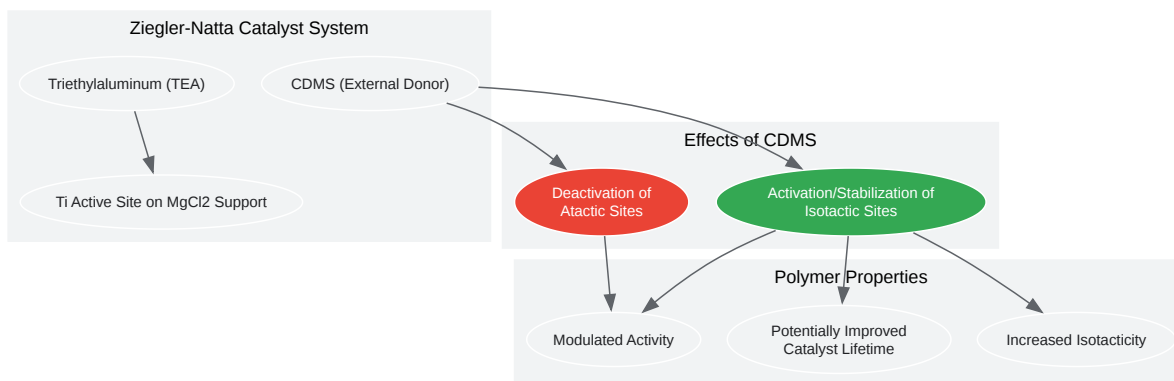 Ziegler-Natta Catalyst System
Triethylaluminum (TEA)
CDMS (External Donor)
Ti Active Site on MgCl2 Support
Effects of CDMS
Deactivation of
Atactic Sites
Activation/Stabilization of
Isotactic Sites
Polymer Properties
Modulated Activity
Potentially Improved
Catalyst Lifetime
Increased Isotacticity